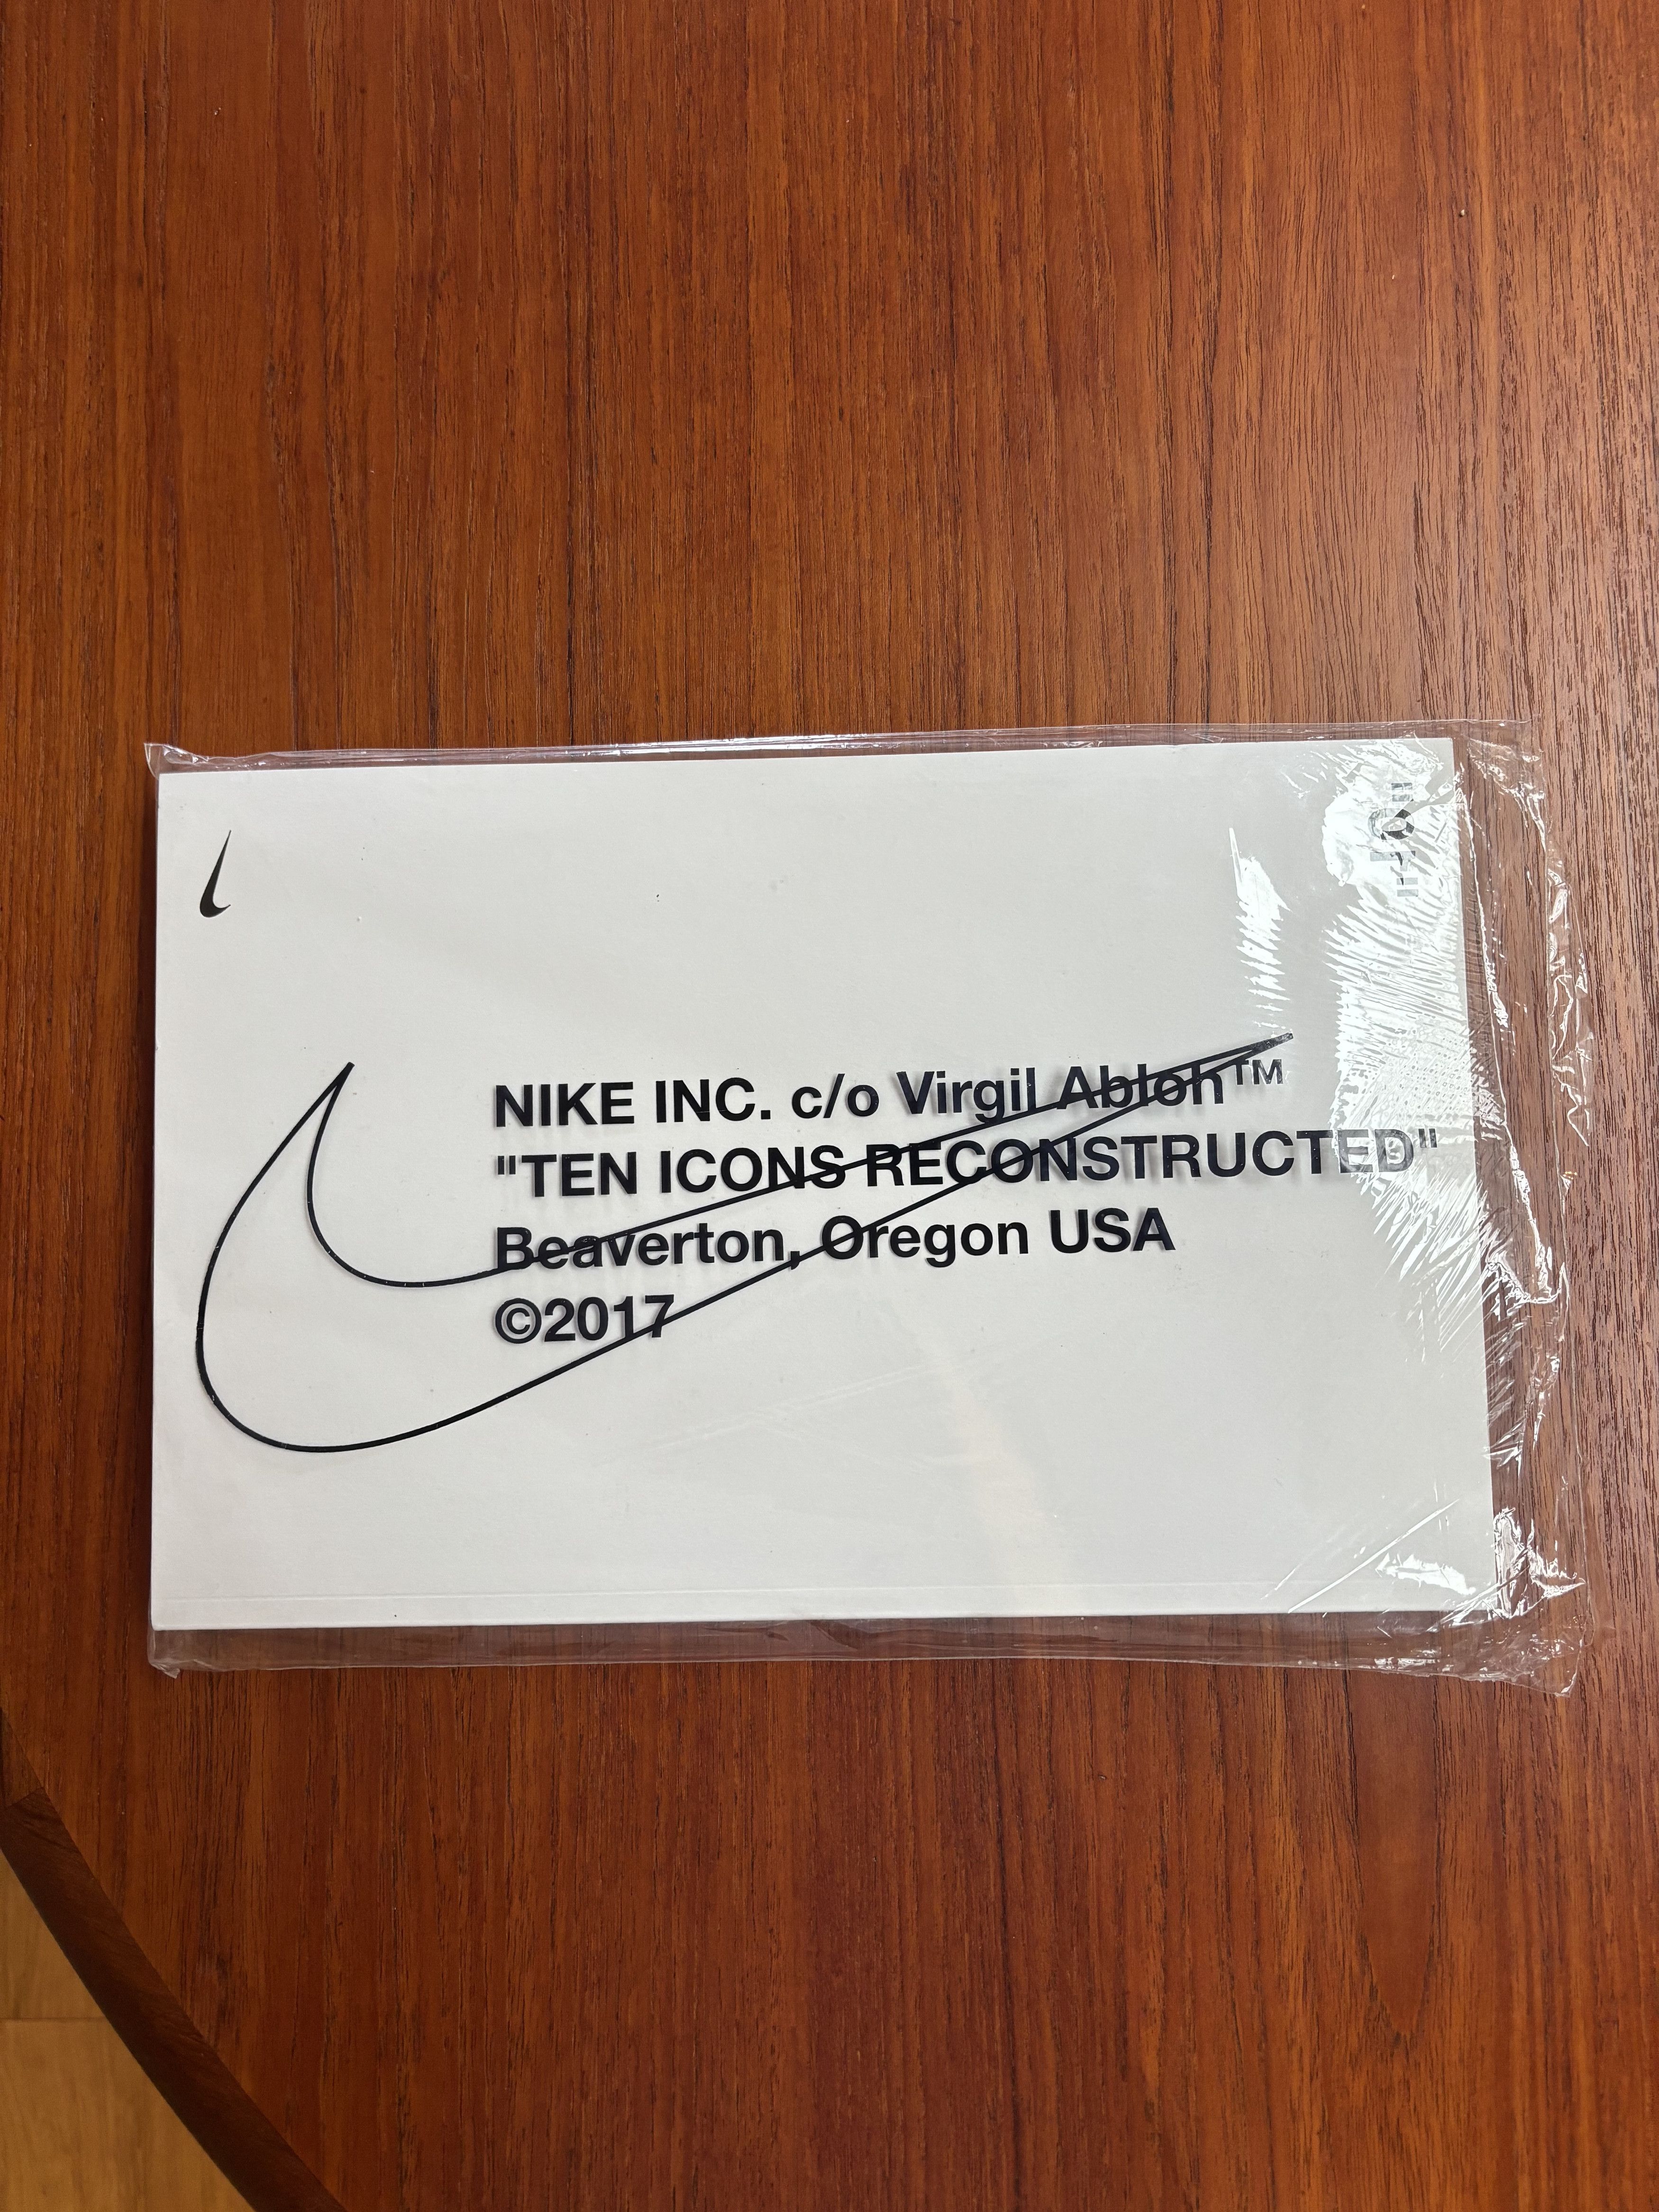 NIKE INC. c/o Virgil Abloh™
"TEN ICONS RECONSTRUCTED"
Beaverton, Oregon USA
©2017